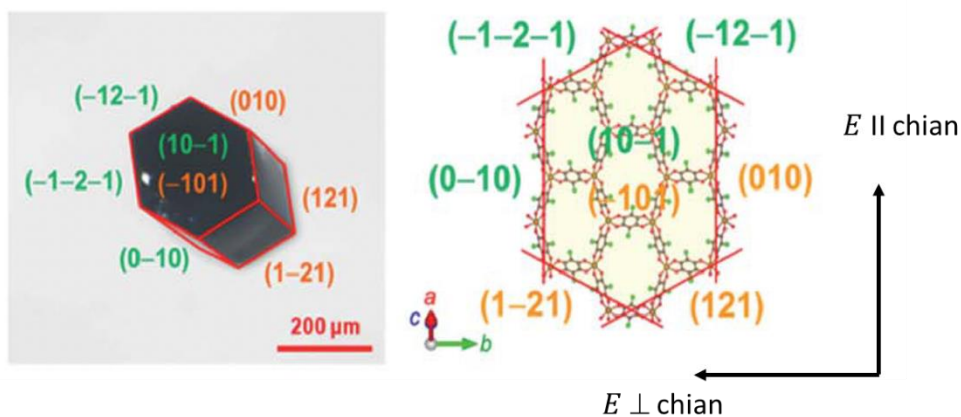 (-12-1)
(010)
(10-1)
(-1-2-1)
(-101)
(121)
(0-10)
(1-21)
200 µm
(-1-2-1)
(-12-1)
(10-1)
(0-10)
(-101)
(010)
(1-21)
(121)
a
c
b
E II chian
E ⊥ chian